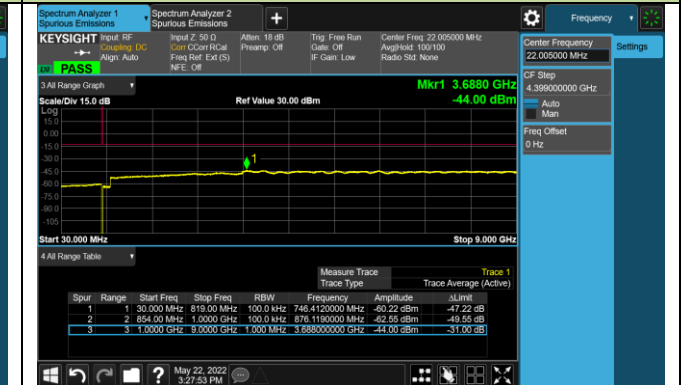 Spectrum Analyzer 1
Spurious Emissions
Spectrum Analyzer 2
Spurious Emissions
Frequency
KEYSIGHT Input: RF
Coupling: DC
Align: Auto
Input Z: 50 Ω
Corr CCorr RCal
Freq Ref: Ext (S)
NFE: Off
Atten: 18 dB
Preamp: Off
Trig: Free Run
Gate: Off
IF Gain: Low
Center Freq: 22.005000 MHz
Avg|Hold: 100/100
Radio Std: None
PASS
Center Frequency
22.005000 MHz
Settings
CF Step
4.399000000 GHz
Auto
Man
Freq Offset
0 Hz
3 All Range Graph
Mkr1 3.6880 GHz
Scale/Div 15.0 dB
Ref Value 30.00 dBm
-44.00 dBm
Log
15.0
0.00
-15.0
-30.0
-45.0
-60.0
-75.0
-90.0
-105
1
Start 30.000 MHz
Stop 9.000 GHz
4 All Range Table
Measure Trace Trace 1
Trace Type Trace Average (Active)
Spur Range Start Freq Stop Freq RBW Frequency Amplitude ΔLimit
1 1 30.000 MHz 819.00 MHz 100.0 kHz 746.4120000 MHz -60.22 dBm -47.22 dB
2 2 854.00 MHz 1.0000 GHz 100.0 kHz 876.1190000 MHz -62.55 dBm -49.55 dB
3 3 1.0000 GHz 9.0000 GHz 1.000 MHz 3.688000000 GHz -44.00 dBm -31.00 dB
May 22, 2022
3:27:53 PM